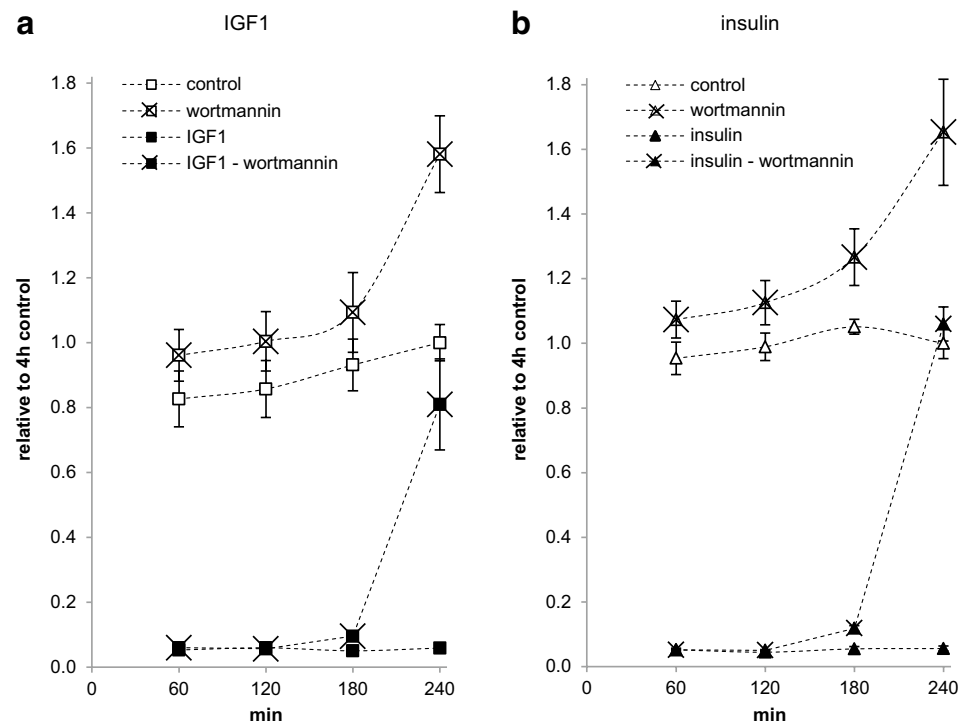 a
IGF1
control
wortmannin
IGF1
IGF1 - wortmannin
relative to 4h control
1.8
1.6
1.4
1.2
1.0
0.8
0.6
0.4
0.2
0.0
0
60
120
180
240
min
b
insulin
control
wortmannin
insulin
insulin - wortmannin
relative to 4h control
1.8
1.6
1.4
1.2
1.0
0.8
0.6
0.4
0.2
0.0
0
60
120
180
240
min